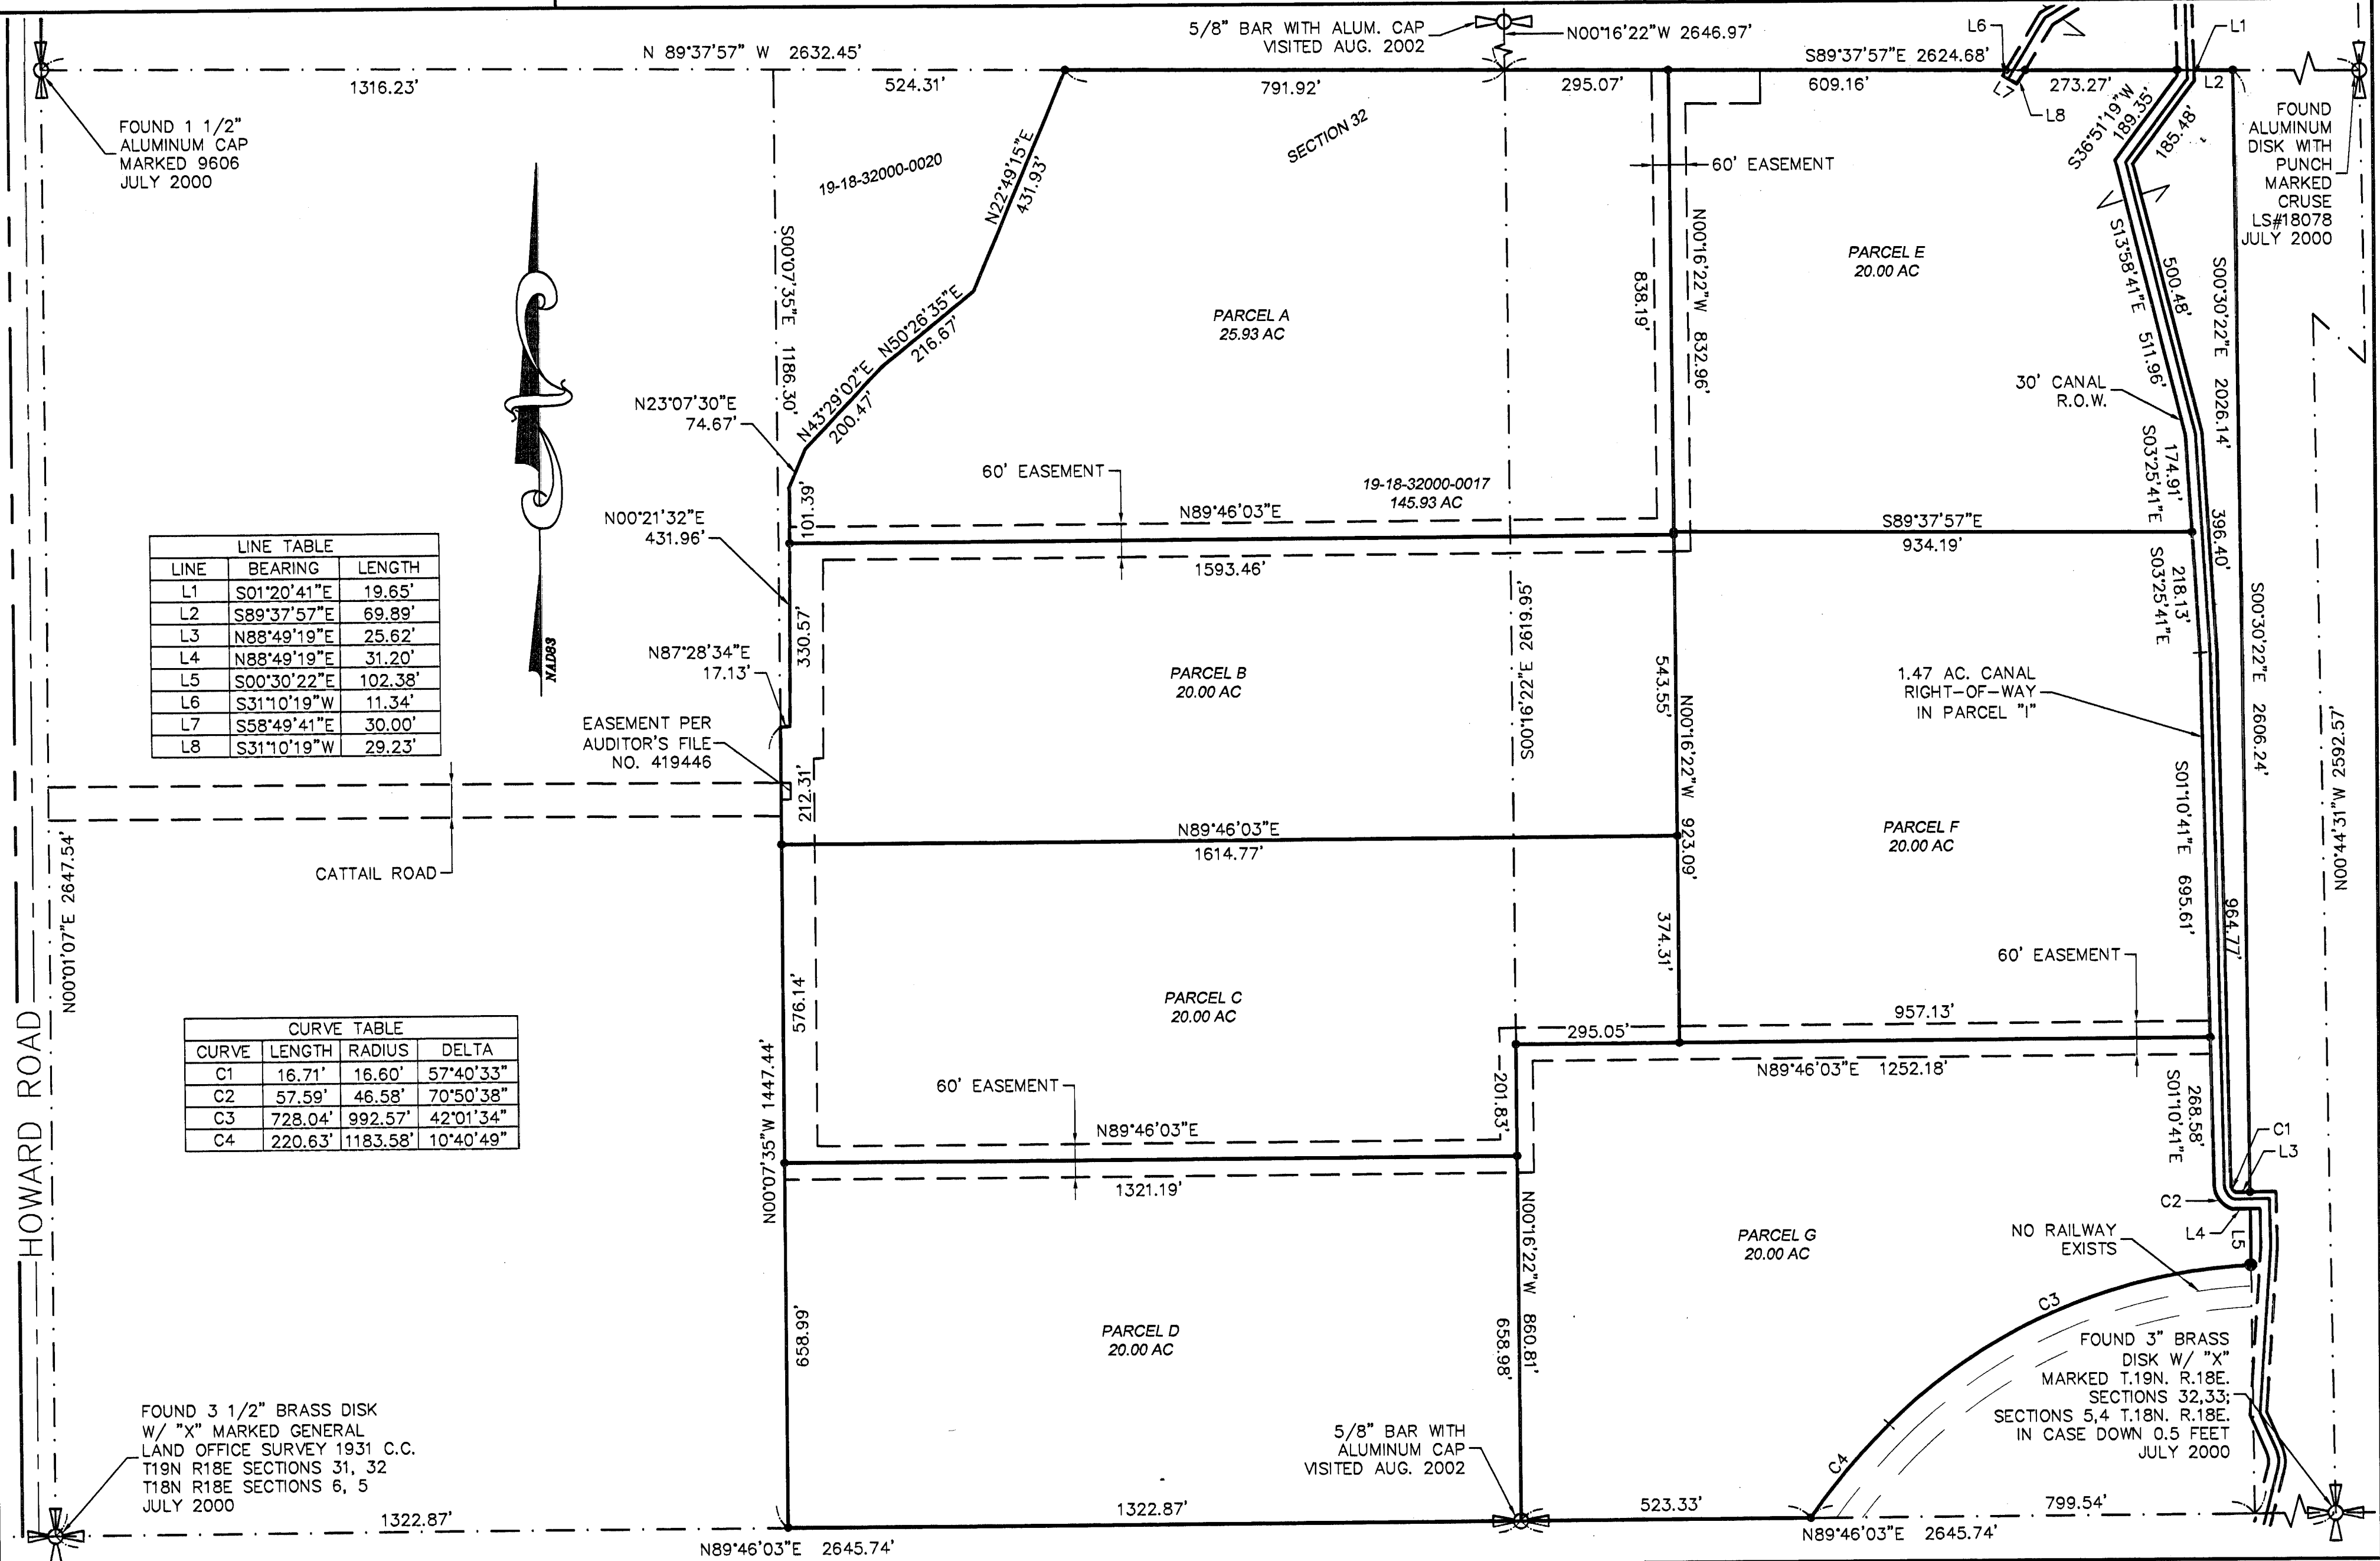 5/8" BAR WITH ALUM. CAP
VISITED AUG. 2002
N00°16'22"W 2646.97'
N 89°37'57" W 2632.45'
1316.23'
524.31'
791.92'
295.07'
S89°37'57"E 2624.68'
609.16'
273.27'
L6
L7
L8
L1
L2
FOUND 1 1/2"
ALUMINUM CAP
MARKED 9606
JULY 2000
FOUND
ALUMINUM
DISK WITH
PUNCH
MARKED
CRUSE
LS#18078
JULY 2000
19-18-32000-0020
SECTION 32
S36°51'19"W
189.35'
185.48'
60' EASEMENT
N22°49'15"E
431.93'
S00°07'35"E 1186.30'
N50°26'35"E
216.67'
N43°29'02"E
200.47'
N23°07'30"E
74.67'
PARCEL A
25.93 AC
838.19'
N00°16'22"W 832.96'
PARCEL E
20.00 AC
S13°58'41"E 511.96'
500.48'
S00°30'22"E 2026.14'
30' CANAL
R.O.W.
174.91'
S03°25'41"E
396.40'
60' EASEMENT
19-18-32000-0017
145.93 AC
101.39'
N89°46'03"E
1593.46'
S89°37'57"E
934.19'
N00°21'32"E
431.96'
330.57'
N87°28'34"E
17.13'
NAD83
LINE TABLE
LINE BEARING LENGTH
L1 S01°20'41"E 19.65'
L2 S89°37'57"E 69.89'
L3 N88°49'19"E 25.62'
L4 N88°49'19"E 31.20'
L5 S00°30'22"E 102.38'
L6 S31°10'19"W 11.34'
L7 S58°49'41"E 30.00'
L8 S31°10'19"W 29.23'
EASEMENT PER
AUDITOR'S FILE
NO. 419446
212.31'
PARCEL B
20.00 AC
S00°16'22"E 2619.95'
543.55'
N00°16'22"W 923.09'
218.13'
S03°25'41"E
1.47 AC. CANAL
RIGHT-OF-WAY
IN PARCEL "I"
S00°30'22"E 2606.24'
N00°44'31"W 2592.57'
CATTAIL ROAD
N89°46'03"E
1614.77'
PARCEL F
20.00 AC
S01°10'41"E 695.61'
964.77'
374.31'
HOWARD ROAD
N00°01'07"E 2647.54'
CURVE TABLE
CURVE LENGTH RADIUS DELTA
C1 16.71' 16.60' 57°40'33"
C2 57.59' 46.58' 70°50'38"
C3 728.04' 992.57' 42°01'34"
C4 220.63' 1183.58' 10°40'49"
576.14'
N00°07'35"W 1447.44'
PARCEL C
20.00 AC
60' EASEMENT
295.05'
957.13'
N89°46'03"E 1252.18'
60' EASEMENT
N89°46'03"E
1321.19'
201.83'
268.58'
S01°10'41"E
C1
L3
C2
L4
L5
658.99'
PARCEL D
20.00 AC
N00°16'22"W 860.81'
658.98'
PARCEL G
20.00 AC
NO RAILWAY
EXISTS
C3
C4
FOUND 3" BRASS
DISK W/ "X"
MARKED T.19N. R.18E.
SECTIONS 32,33;
SECTIONS 5,4 T.18N. R.18E.
IN CASE DOWN 0.5 FEET
JULY 2000
FOUND 3 1/2" BRASS DISK
W/ "X" MARKED GENERAL
LAND OFFICE SURVEY 1931 C.C.
T19N R18E SECTIONS 31, 32
T18N R18E SECTIONS 6, 5
JULY 2000
5/8" BAR WITH
ALUMINUM CAP
VISITED AUG. 2002
1322.87'
1322.87'
523.33'
799.54'
N89°46'03"E 2645.74'
N89°46'03"E 2645.74'